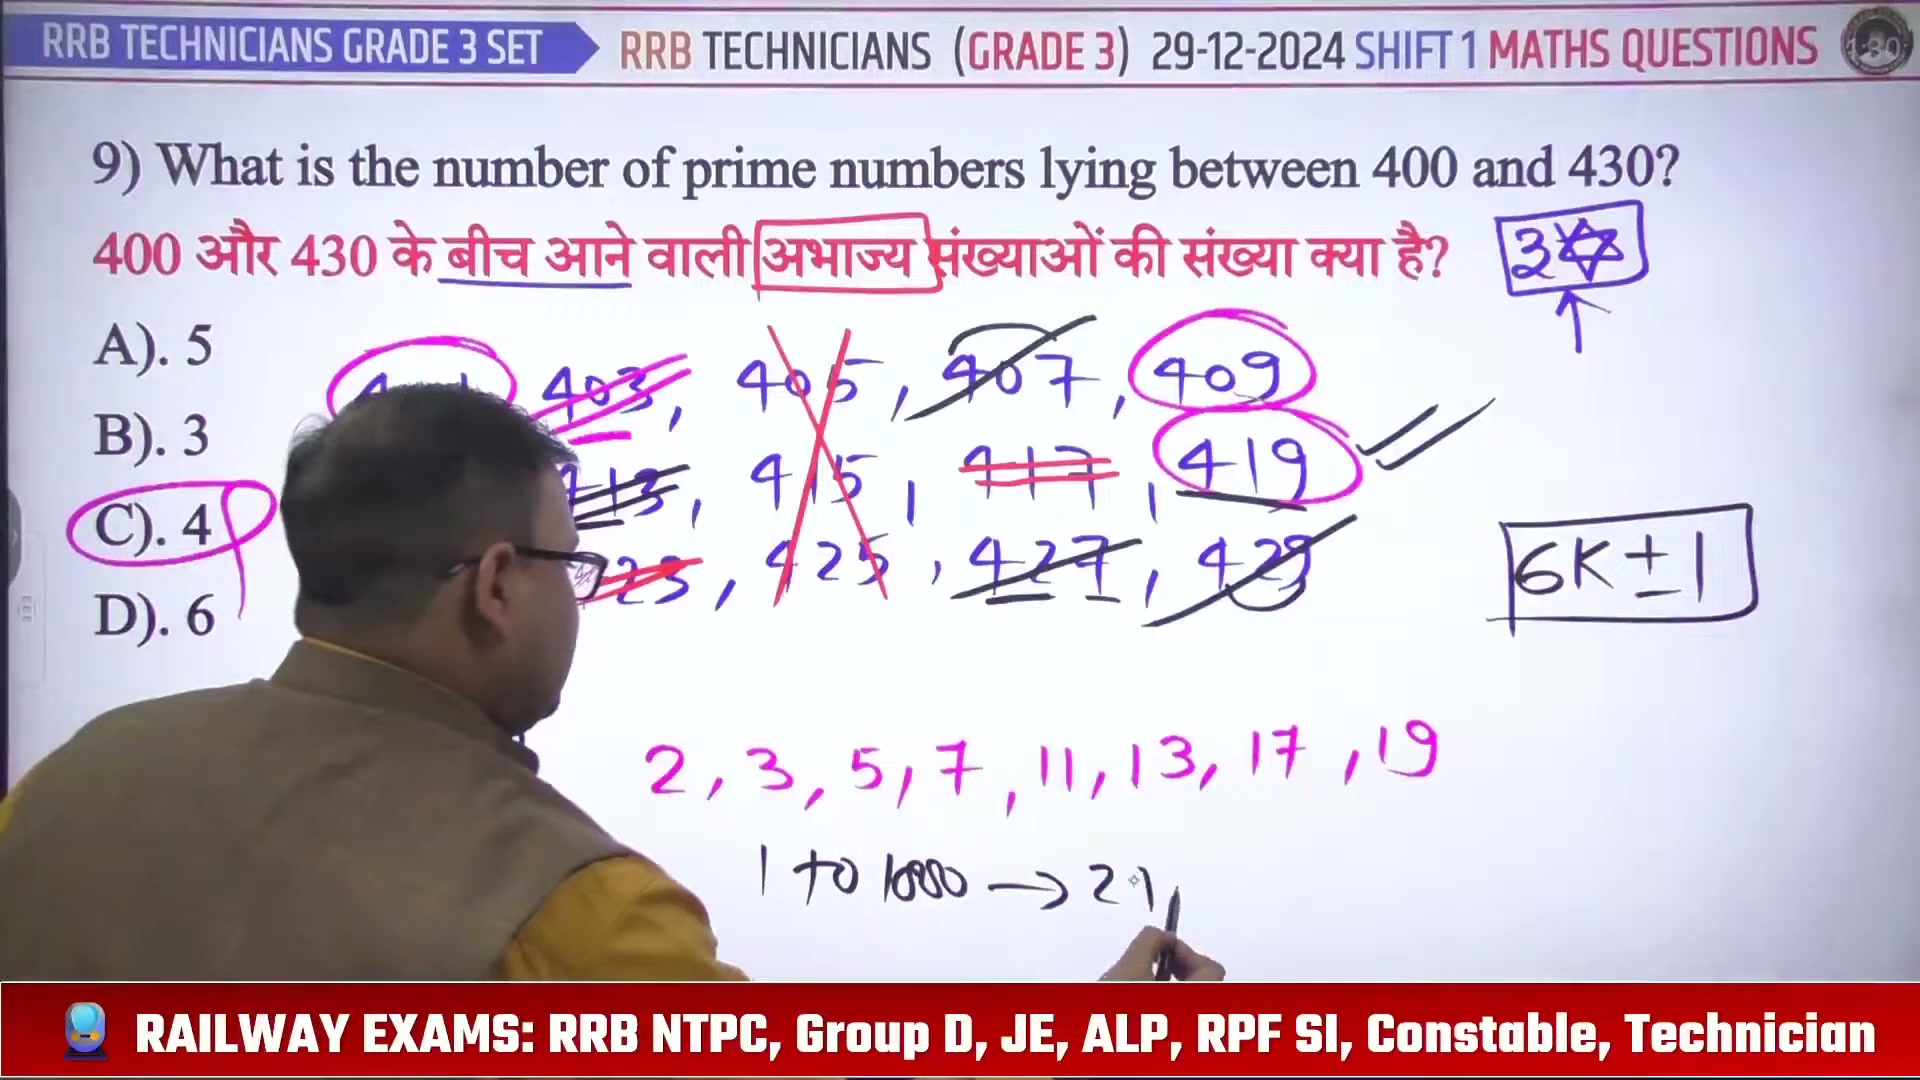 RRB TECHNICIANS GRADE 3 SET
RRB TECHNICIANS (GRADE 3) 29-12-2024 SHIFT 1 MATHS QUESTIONS
9) What is the number of prime numbers lying between 400 and 430?
400 और 430 के बीच आने वाली अभाज्य संख्याओं की संख्या क्या है?
A). 5
B). 3
C). 4
D). 6
403, 405, 407, 409
413, 415, 417, 419
425, 427, 429
6K±1
2, 3, 5, 7, 11, 13, 17, 19
1 to 1000 →
RAILWAY EXAMS: RRB NTPC, Group D, JE, ALP, RPF SI, Constable, Technician